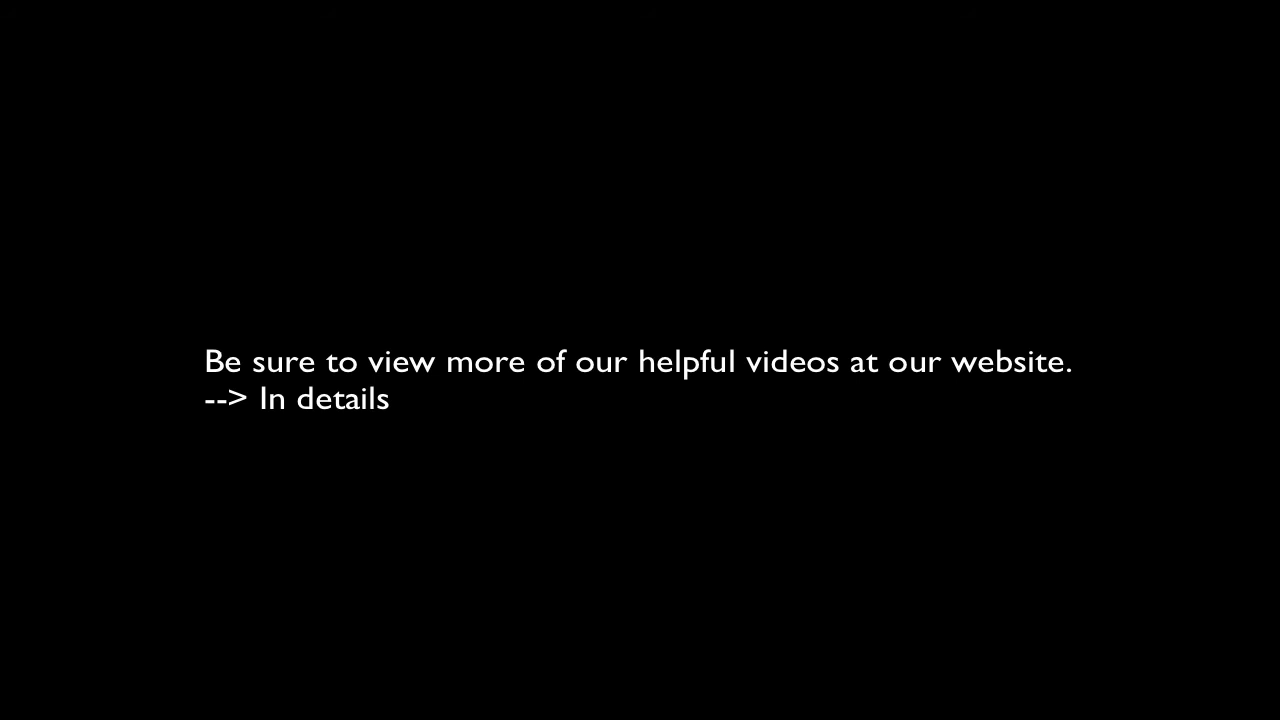 Be sure to view more of our helpful videos at our website.
--> In details